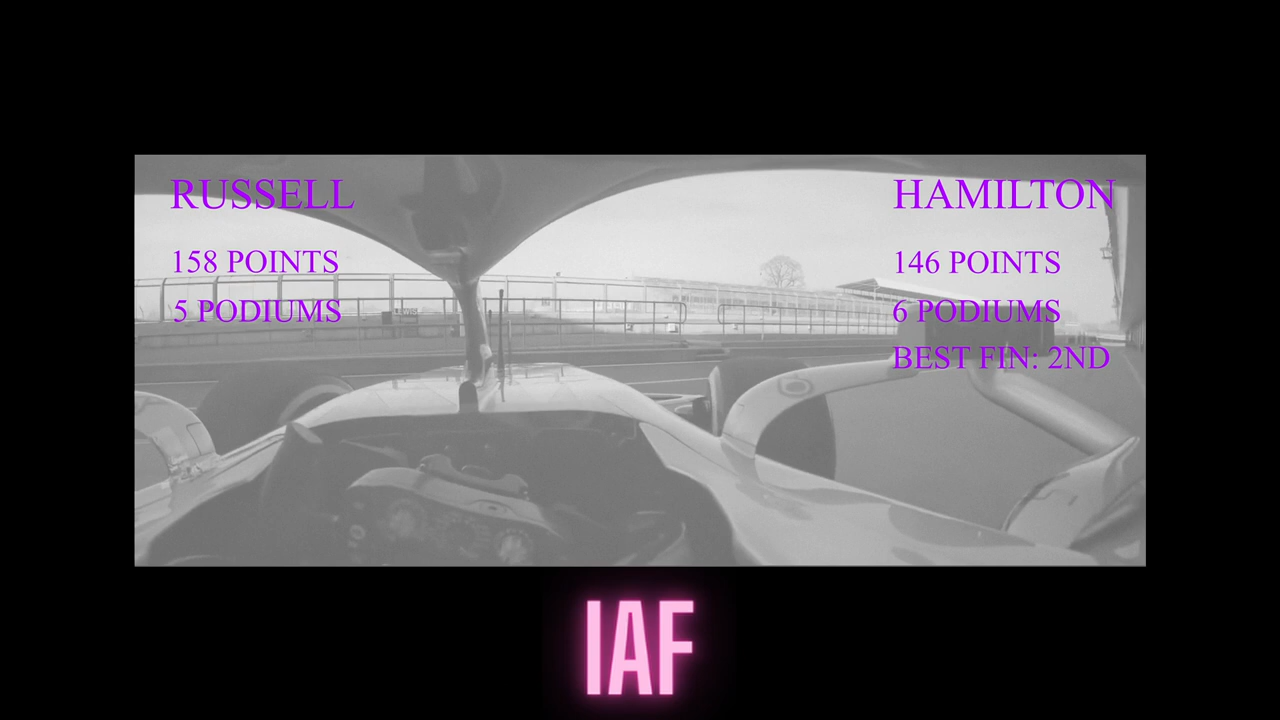 RUSSELL
158 POINTS
5 PODIUMS
HAMILTON
146 POINTS
6 PODIUMS
BEST FIN: 2ND
IAF